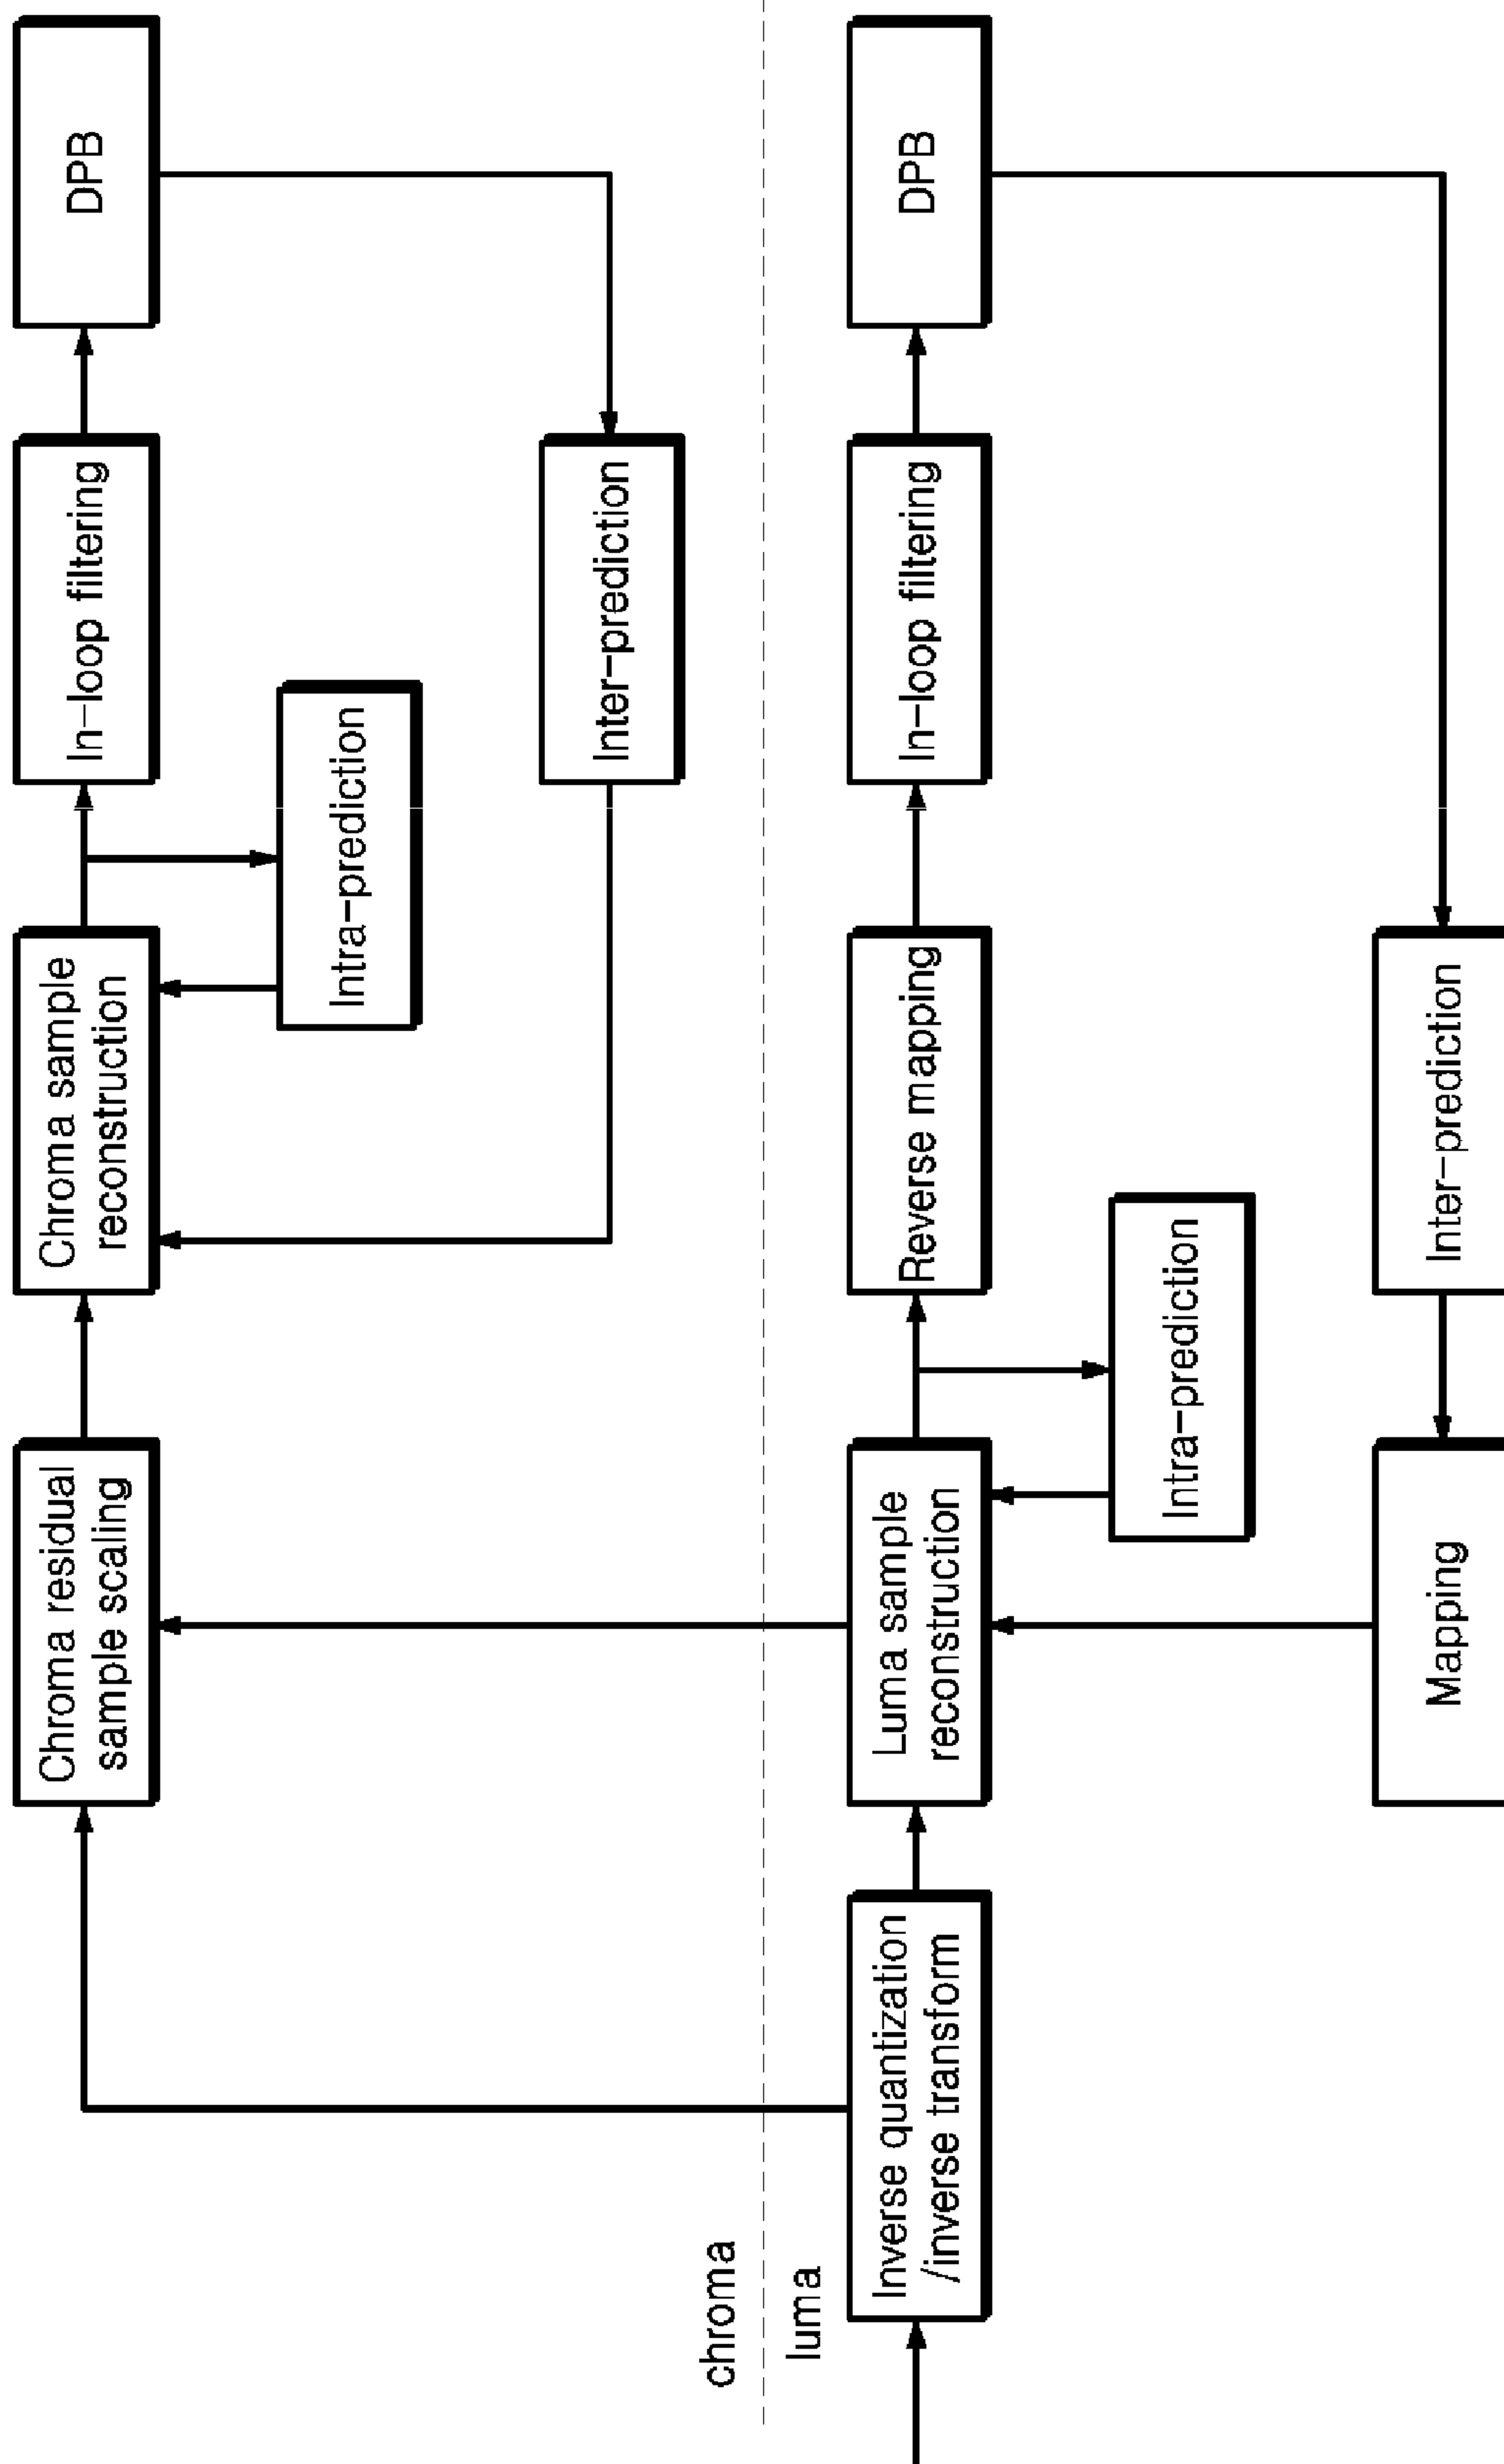 Chroma residual
sample scaling
Chroma sample
reconstruction
In-loop filtering
DPB
Intra-prediction
Inter-prediction
chroma
luma
Inverse quantization
/inverse transform
Luma sample
reconstruction
Reverse mapping
In-loop filtering
DPB
Intra-prediction
Mapping
Inter-prediction